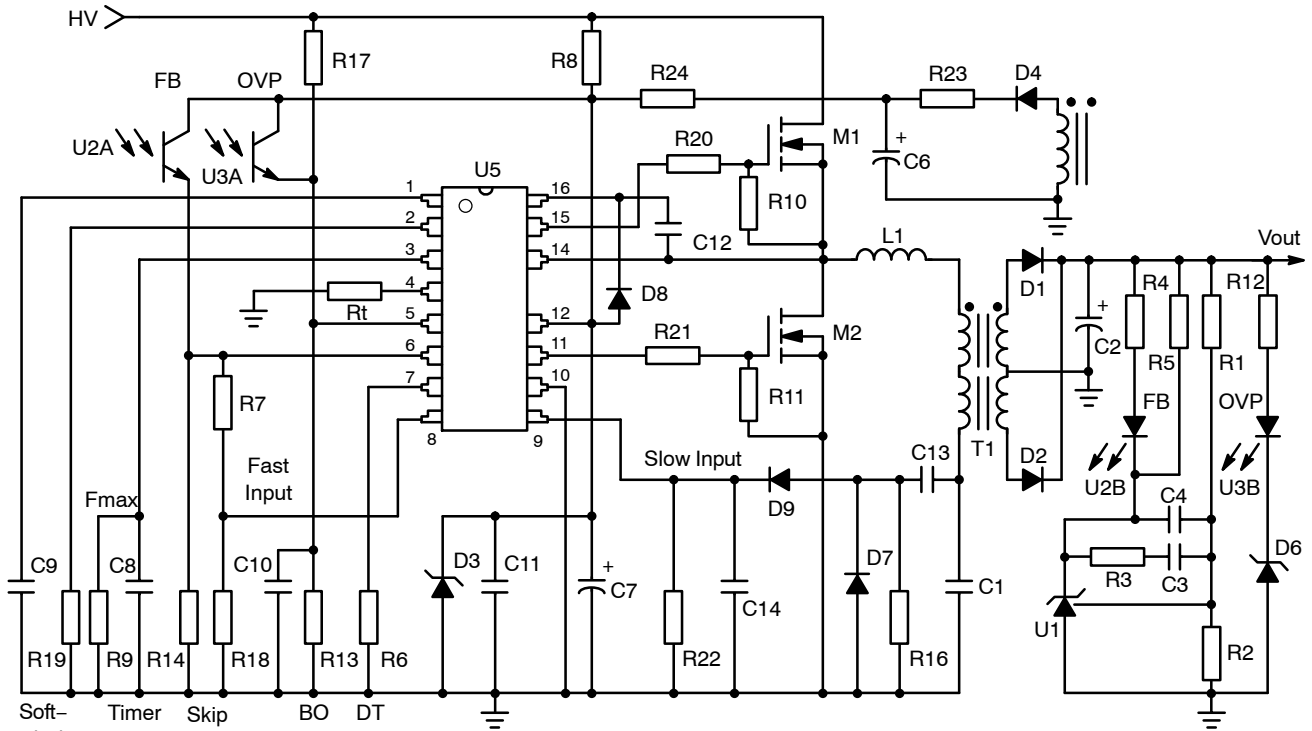 HV
R17
R8
FB
OVP
R24
R23
D4
U2A
U3A
U5
R20
M1
C6
R10
1
2
3
4
5
6
7
8
16
15
14
12
11
10
9
C12
L1
Vout
Rt
D8
D1
R4
R12
C2
R5
R1
R21
M2
R7
R11
FB
OVP
T1
Fast
Input
Slow Input
C13
D2
U2B
U3B
Fmax
D9
C4
C9
C8
C10
D3
C11
C7
C14
D7
C1
R3
C3
D6
U1
R19
R9
R14
R18
R13
R6
R22
R16
R2
Soft−
Timer
Skip
BO
DT